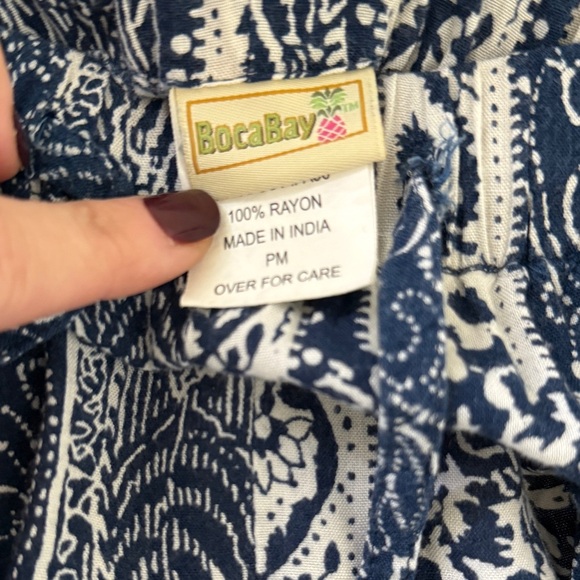 BOCABAY TM
100% RAYON
MADE IN INDIA
PM
OVER FOR CARE